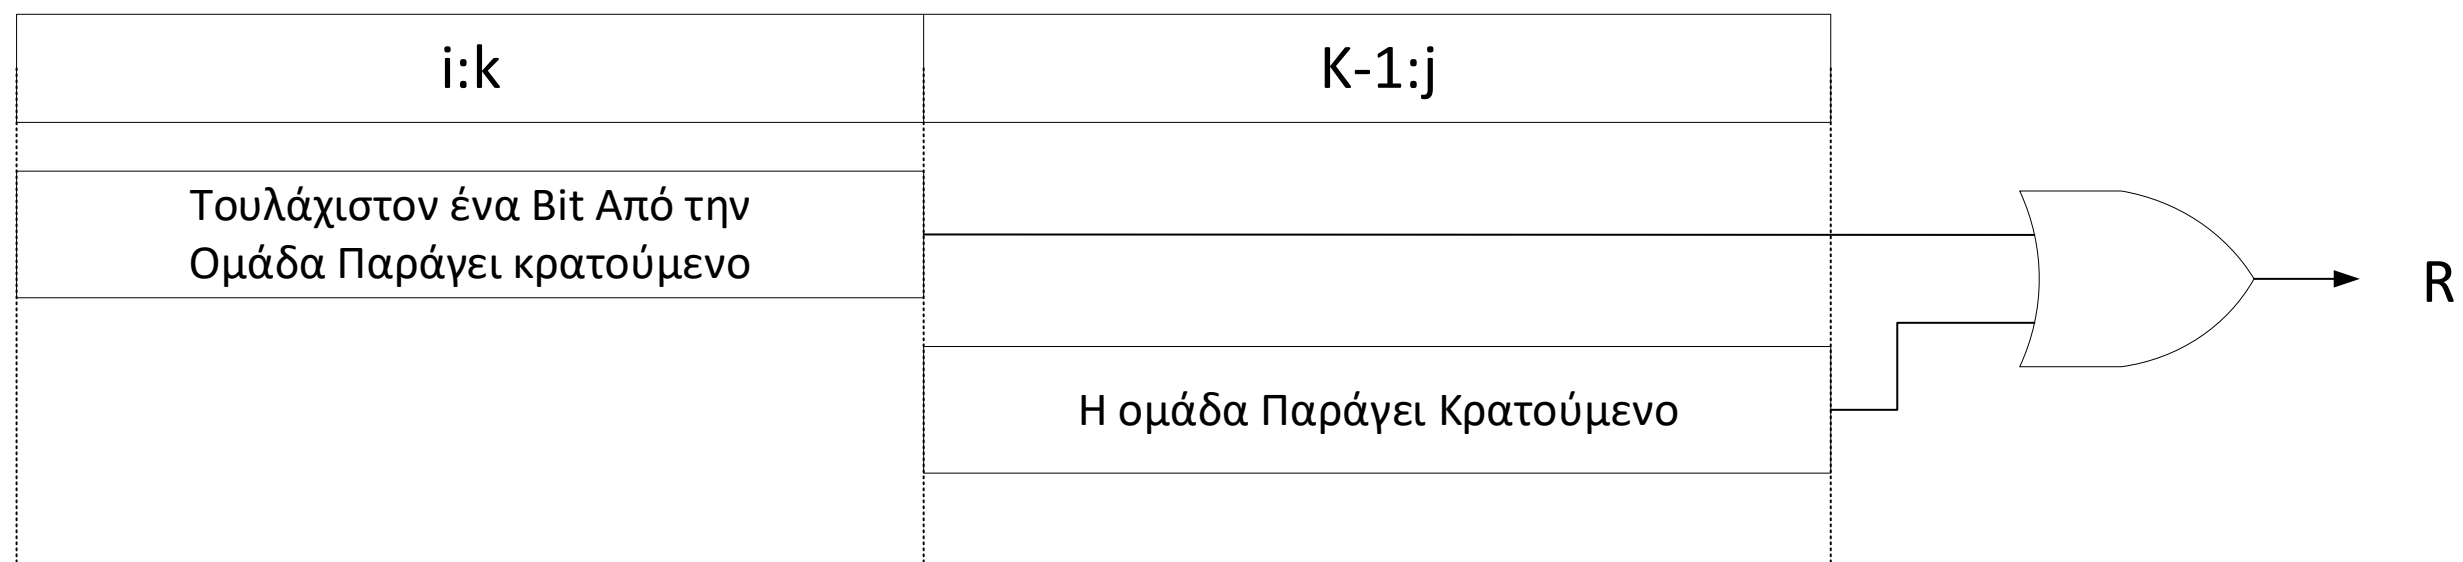 i:k
K-1:j
Τουλάχιστον ένα Bit Από την
Ομάδα Παράγει κρατούμενο
R
Η ομάδα Παράγει Κρατούμενο